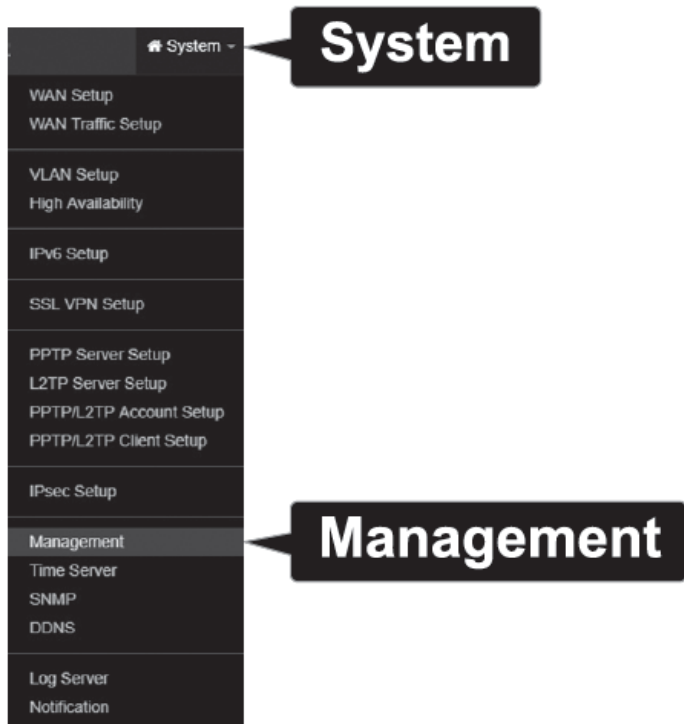 System
System
WAN Setup
WAN Traffic Setup
VLAN Setup
High Availability
IPv6 Setup
SSL VPN Setup
PPTP Server Setup
L2TP Server Setup
PPTP/L2TP Account Setup
PPTP/L2TP Client Setup
IPsec Setup
Management
Management
Time Server
SNMP
DDNS
Log Server
Notification